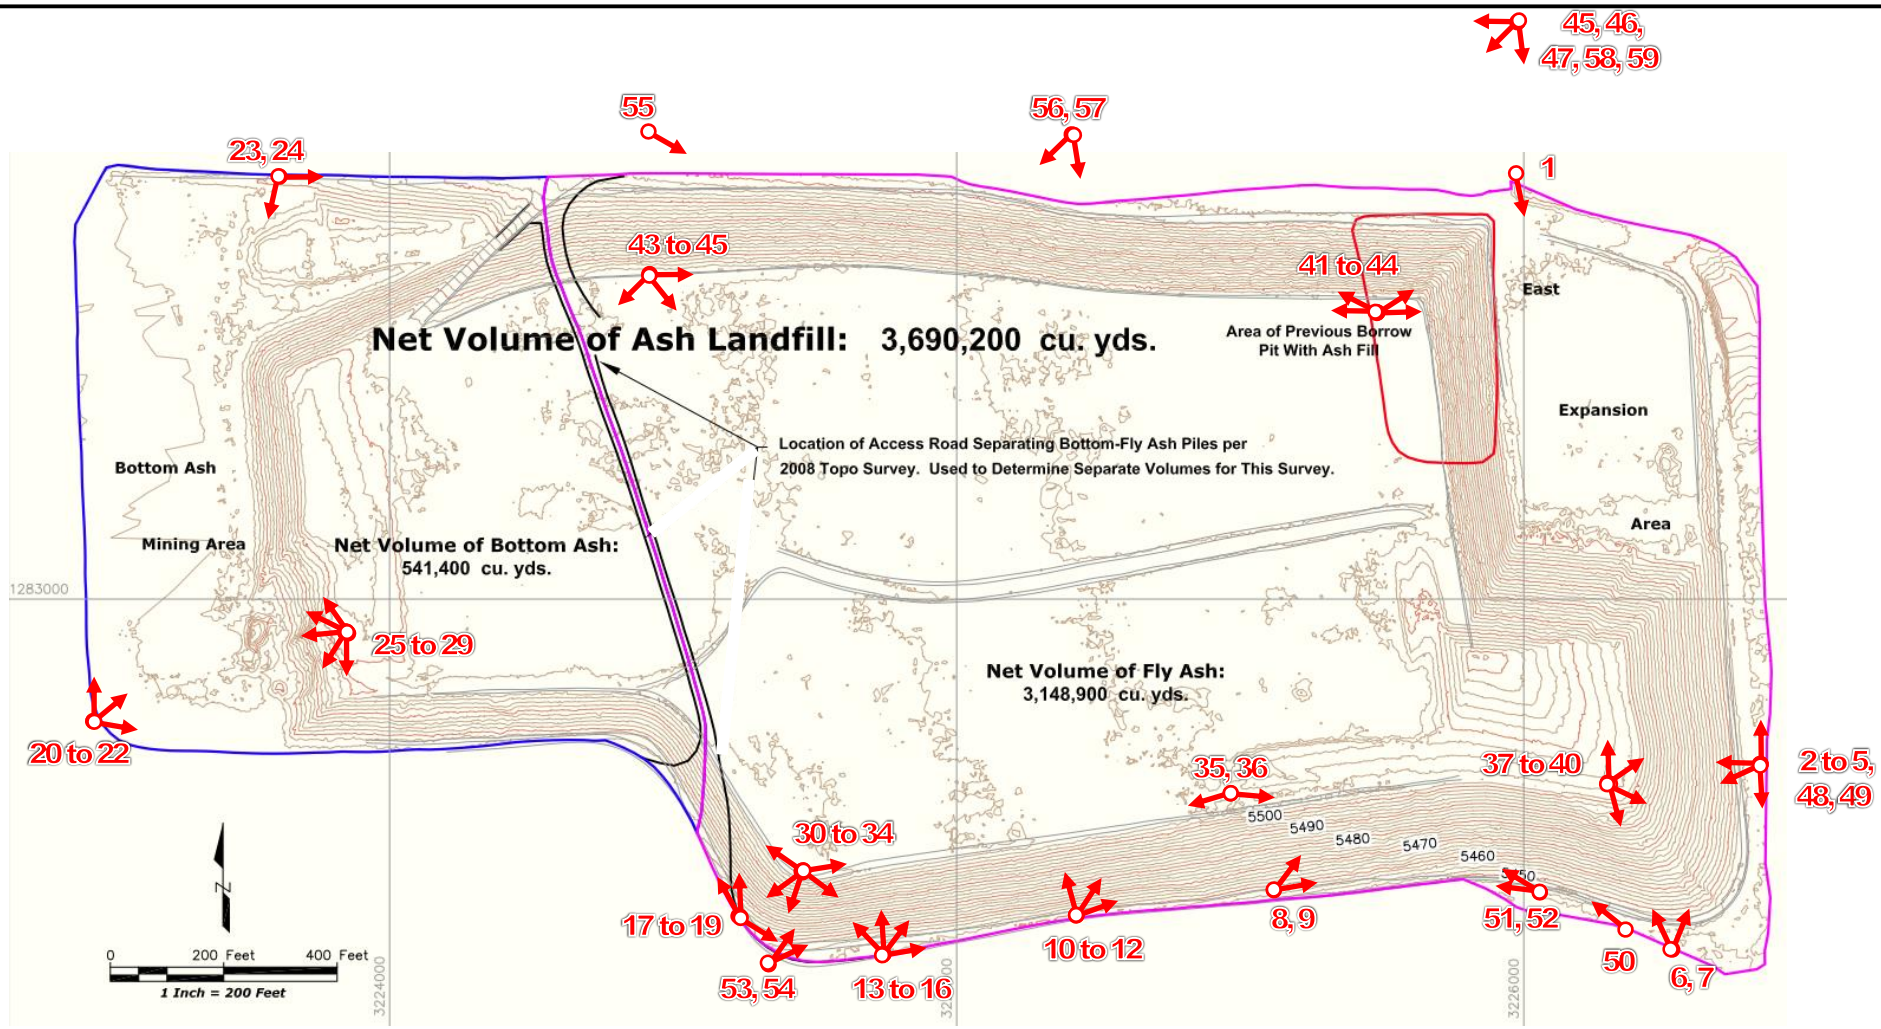 45, 46,
47, 58, 59
55
56, 57
23, 24
1
43 to 45
41 to 44
East
Net Volume of Ash Landfill: 3,690,200 cu. yds.
Area of Previous Borrow
Pit With Ash Fill
Expansion
Location of Access Road Separating Bottom-Fly Ash Piles per
2008 Topo Survey. Used to Determine Separate Volumes for This Survey.
Bottom Ash
Area
Mining Area
Net Volume of Bottom Ash:
541,400 cu. yds.
1283000
25 to 29
Net Volume of Fly Ash:
3,148,900 cu. yds.
20 to 22
35, 36
37 to 40
2 to 5,
48, 49
5500
5490
5480
5470
5460
30 to 34
17 to 19
10 to 12
8, 9
51, 52
50
6, 7
53, 54
13 to 16
N
0 200 Feet 400 Feet
1 Inch = 200 Feet
3224000
3226000